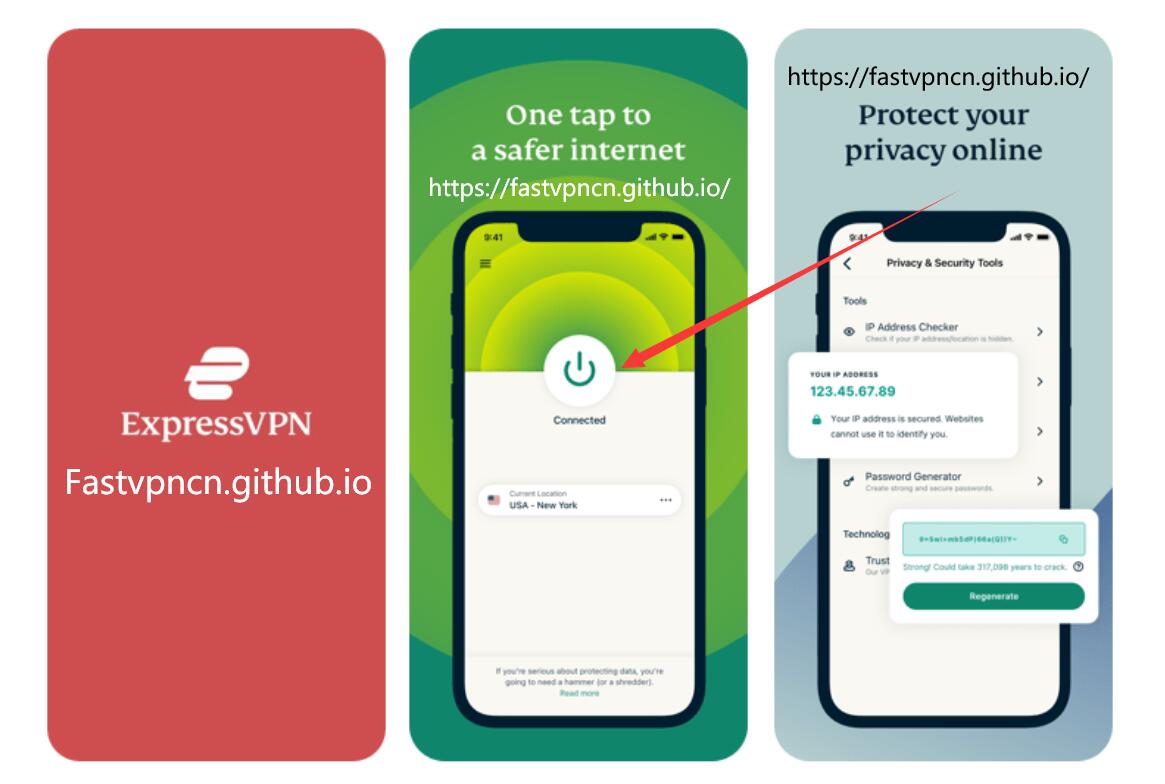 ExpressVPN
Fastvpncn.github.io
One tap to
a safer internet
https://fastvpncn.github.io/
9:41
Connected
Current Location
USA - New York
If you're serious about protecting data, you're
going to need a hammer (or a shredder).
Read more
https://fastvpncn.github.io/
Protect your
privacy online
9:41
Privacy & Security Tools
Tools
IP Address Checker
Check if your IP address/location is hidden.
YOUR IP ADDRESS
123.45.67.89
Your IP address is secured. Websites
cannot use it to identify you.
Password Generator
Create strong and secure passwords.
Technolog
Trust
Our VP
Strong! Could take 317,098 years to crack.
Regenerate